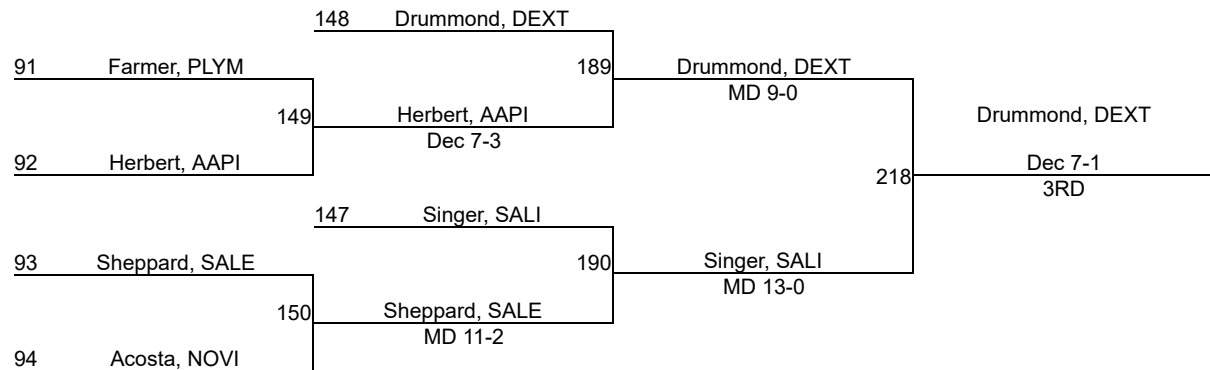 148 Drummond, DEXT
91 Farmer, PLYM
189 Drummond, DEXT
MD 9-0
149 Herbert, AAPI
Dec 7-3
Drummond, DEXT
92 Herbert, AAPI
218 Dec 7-1
3RD
147 Singer, SALI
93 Sheppard, SALE
190 Singer, SALI
MD 13-0
150 Sheppard, SALE
MD 11-2
94 Acosta, NOVI